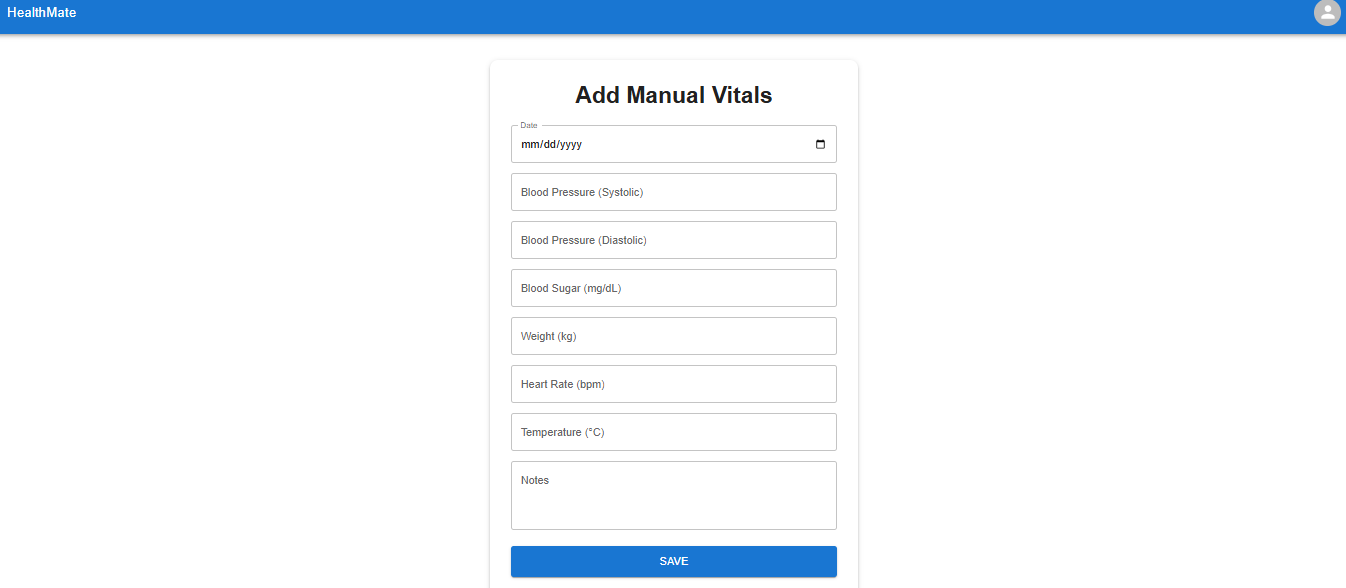 HealthMate
Add Manual Vitals
Date
mm/dd/yyyy
Blood Pressure (Systolic)
Blood Pressure (Diastolic)
Blood Sugar (mg/dL)
Weight (kg)
Heart Rate (bpm)
Temperature (°C)
Notes
SAVE